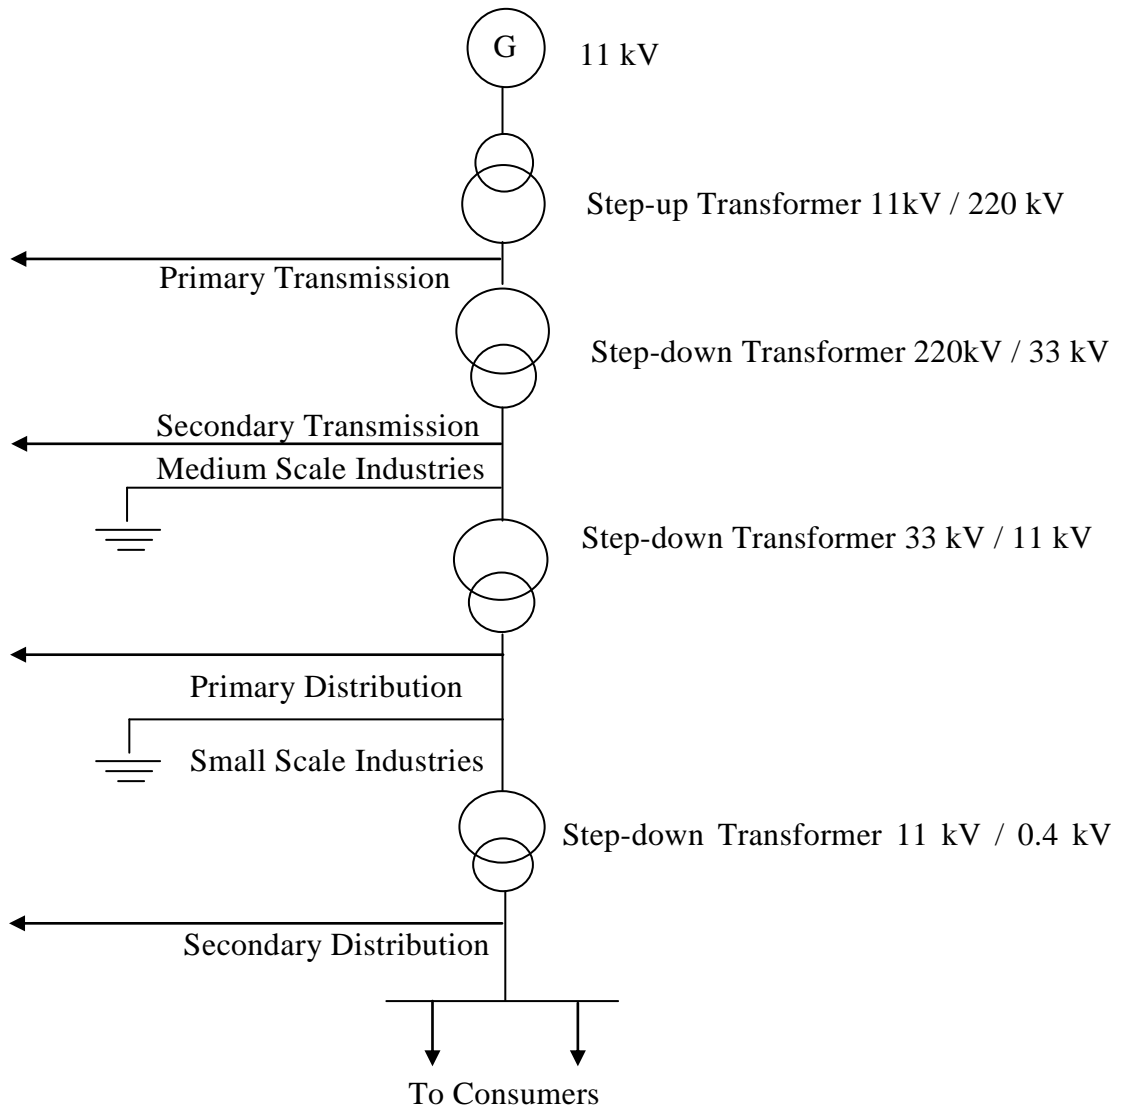 G
11 kV
Step-up Transformer 11kV / 220 kV
Primary Transmission
Step-down Transformer 220kV / 33 kV
Secondary Transmission
Medium Scale Industries
Step-down Transformer 33 kV / 11 kV
Primary Distribution
Small Scale Industries
Step-down Transformer 11 kV / 0.4 kV
Secondary Distribution
To Consumers